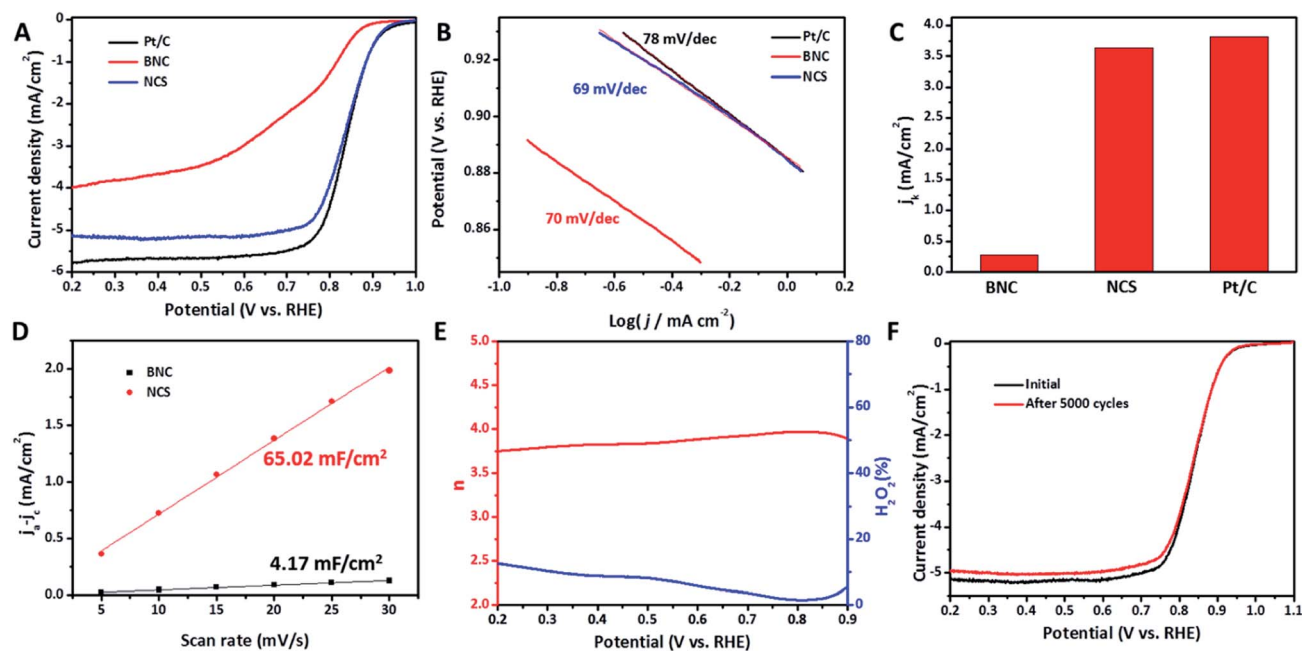 A
Pt/C
BNC
NCS
Current density (mA/cm²)
0
-1
-2
-3
-4
-5
-6
0.2 0.3 0.4 0.5 0.6 0.7 0.8 0.9 1.0
Potential (V vs. RHE)
B
78 mV/dec
Pt/C
BNC
NCS
69 mV/dec
70 mV/dec
Potential (V vs. RHE)
0.92
0.90
0.88
0.86
-1.0 -0.8 -0.6 -0.4 -0.2 0.0 0.2
Log( j / mA cm⁻²)
C
jₖ (mA/cm²)
4.0
3.5
3.0
2.5
2.0
1.5
1.0
0.5
0.0
BNC NCS Pt/C
D
BNC
NCS
65.02 mF/cm²
4.17 mF/cm²
jₐ-j꜀ (mA/cm²)
2.0
1.5
1.0
0.5
0.0
5 10 15 20 25 30
Scan rate (mV/s)
E
n
5.0
4.5
4.0
3.5
3.0
2.5
2.0
H₂O₂(%)
80
60
40
20
0
0.2 0.3 0.4 0.5 0.6 0.7 0.8 0.9
Potential (V vs. RHE)
F
Initial
After 5000 cycles
Current density (mA/cm²)
0
-1
-2
-3
-4
-5
0.2 0.3 0.4 0.5 0.6 0.7 0.8 0.9 1.0 1.1
Potential (V vs. RHE)